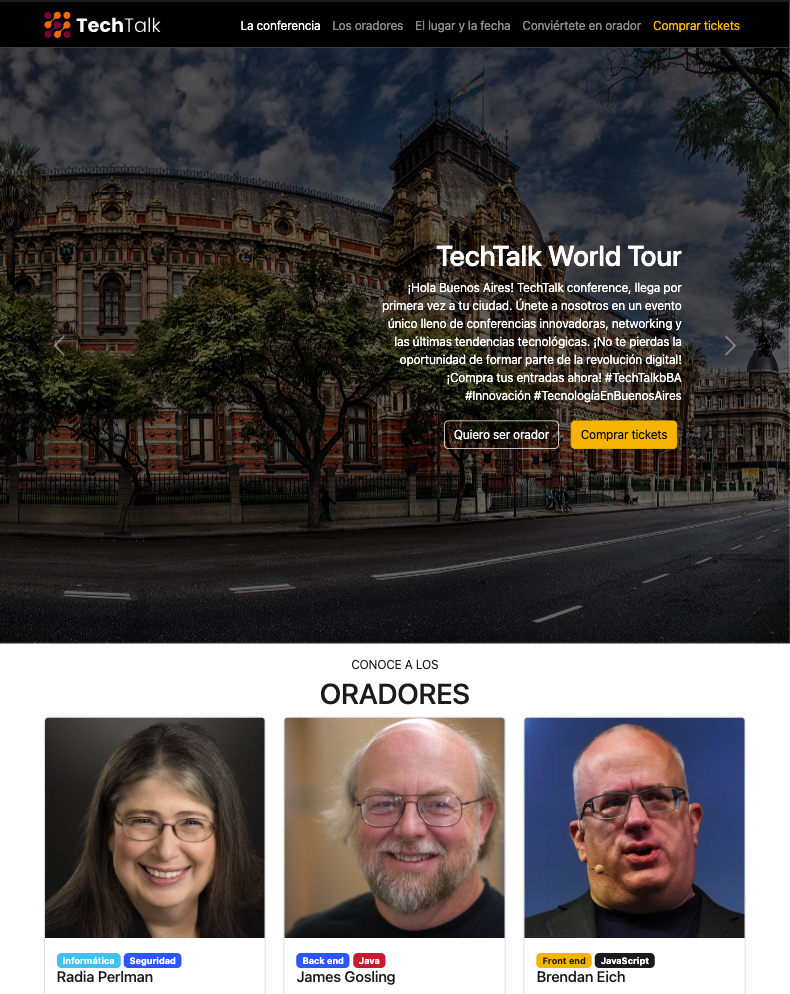 TechTalk
La conferencia
Los oradores
El lugar y la fecha
Conviértete en orador
Comprar tickets
TechTalk World Tour
¡Hola Buenos Aires! TechTalk conference, llega por
primera vez a tu ciudad. Únete a nosotros en un evento
único lleno de conferencias innovadoras, networking y
las últimas tendencias tecnológicas. ¡No te pierdas la
oportunidad de formar parte de la revolución digital!
¡Compra tus entradas ahora! #TechTalkbBA
#Innovación #TecnologíaEnBuenosAires
Quiero ser orador
Comprar tickets
CONOCE A LOS
ORADORES
Informática
Seguridad
Radia Perlman
Back end
Java
James Gosling
Front end
JavaScript
Brendan Eich